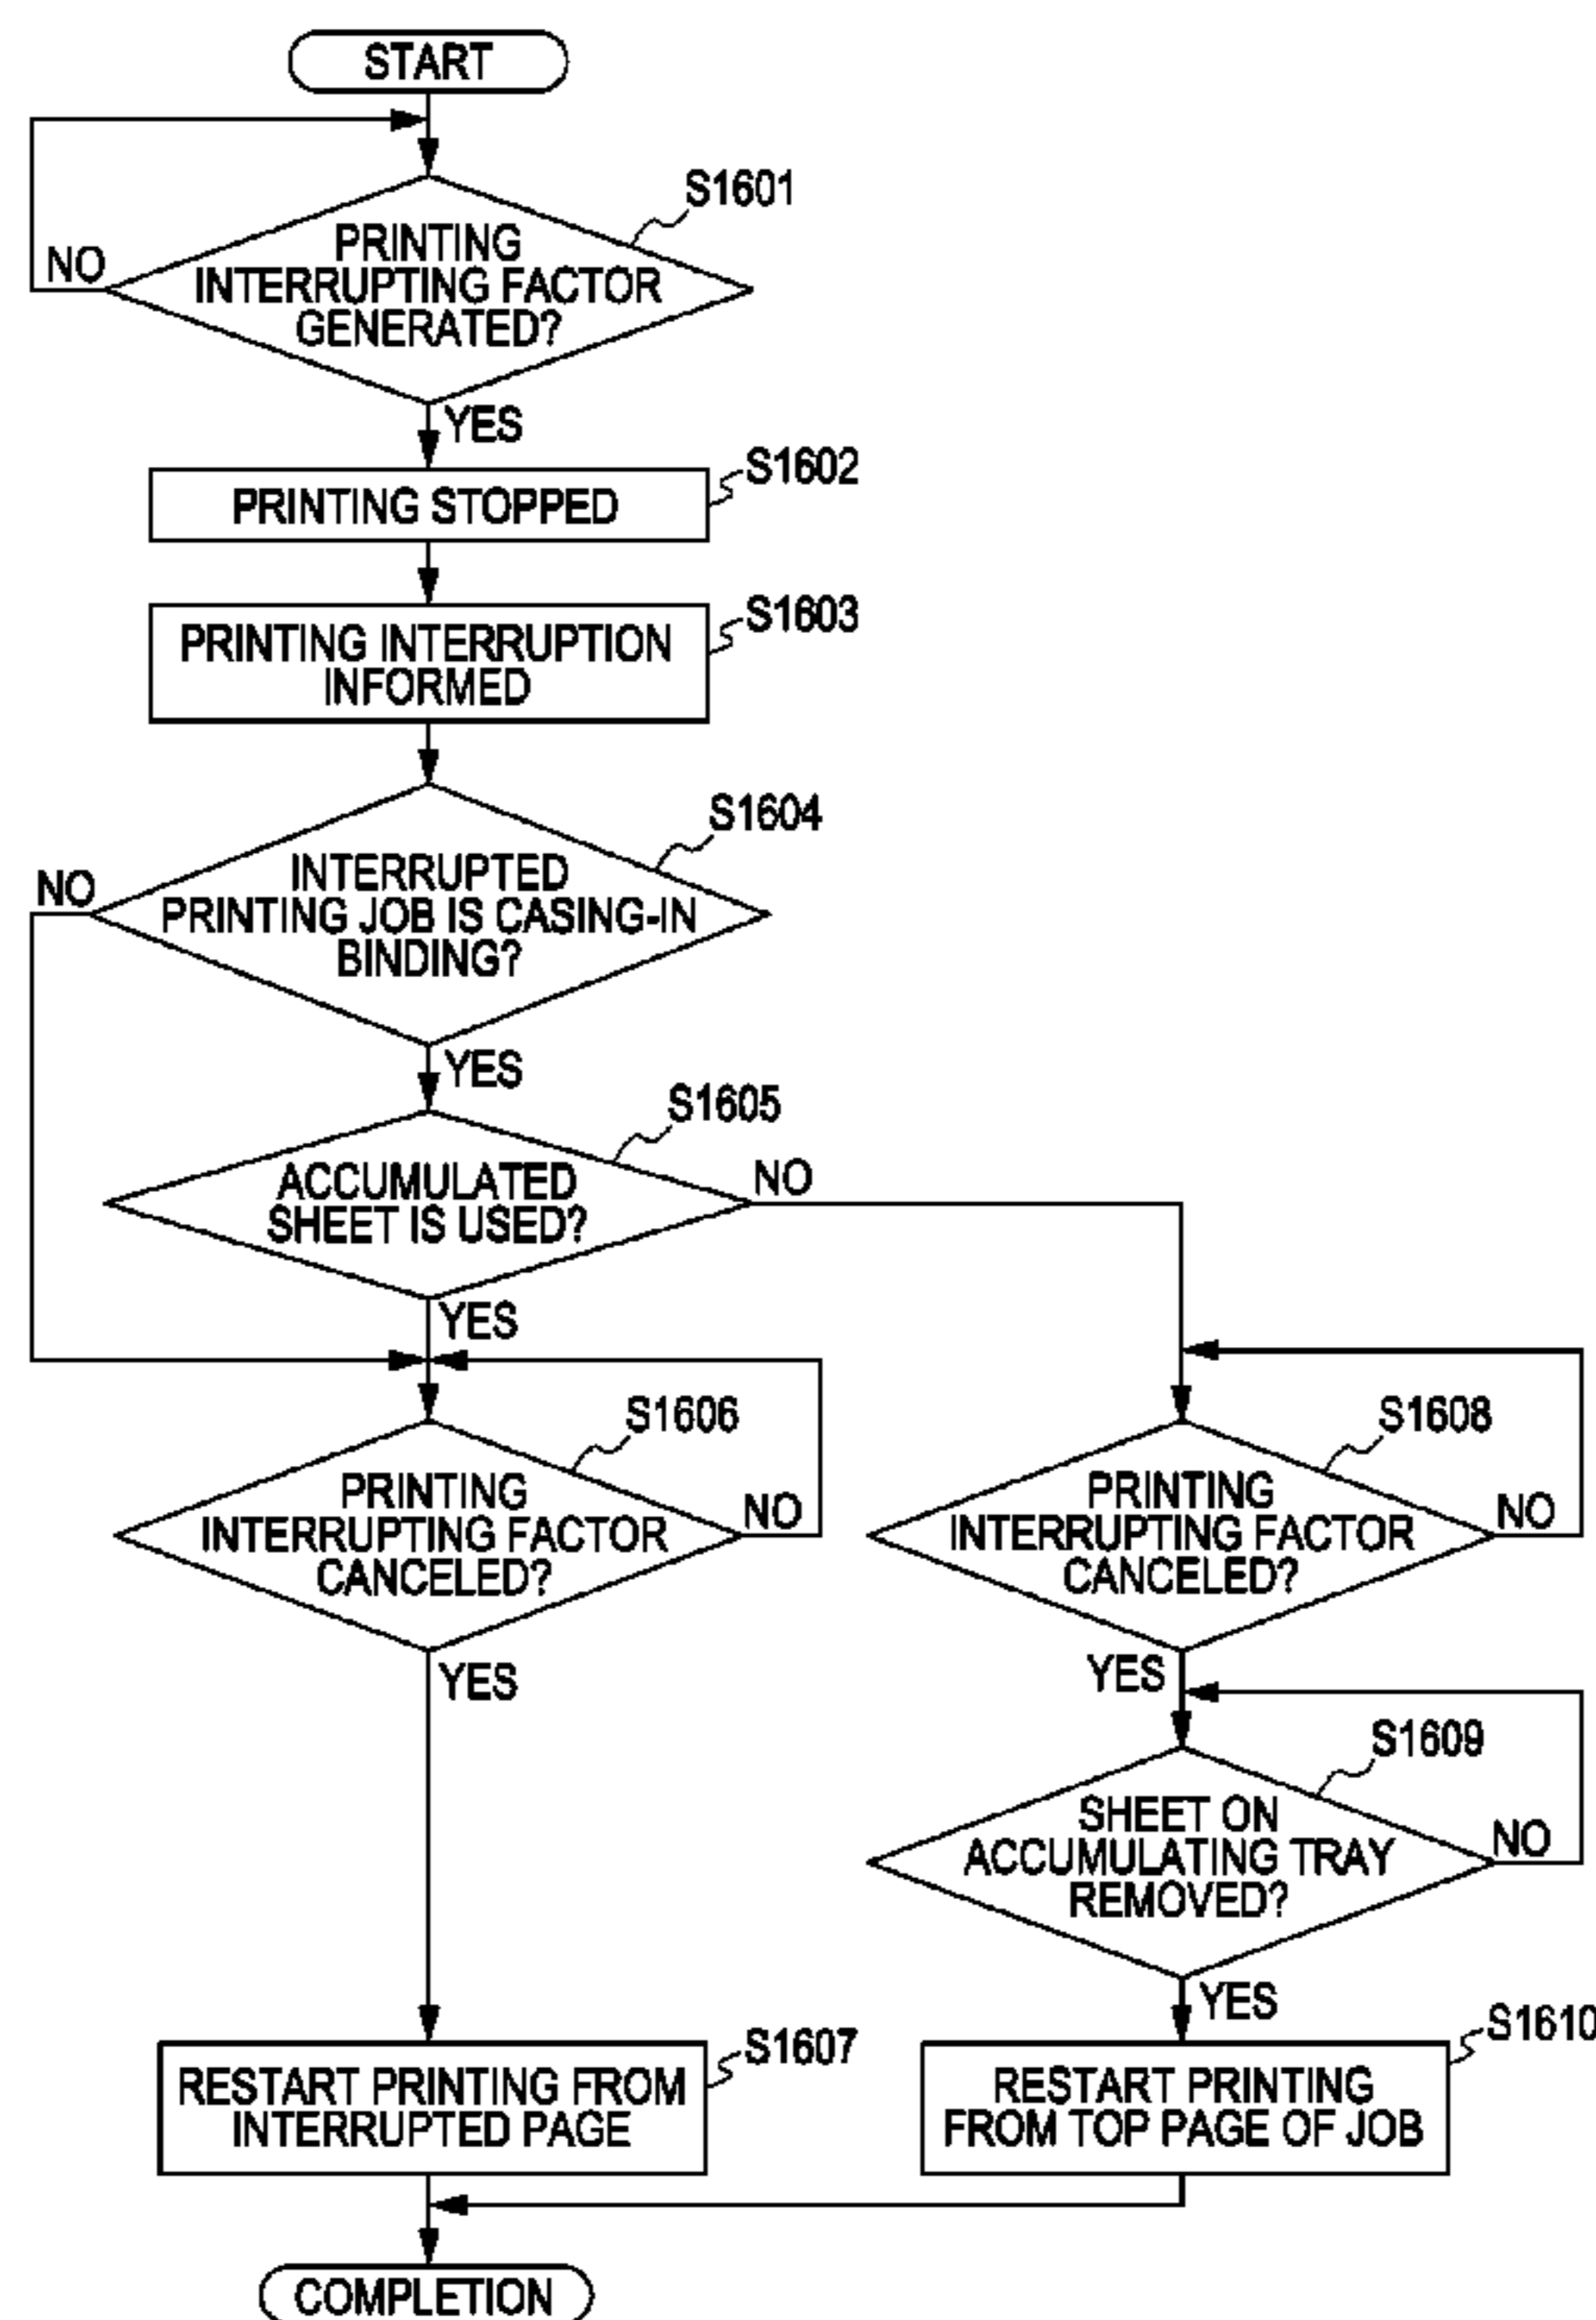 START
S1601
PRINTING
INTERRUPTING FACTOR
GENERATED?
NO
YES
PRINTING STOPPED
S1602
PRINTING INTERRUPTION
INFORMED
S1603
S1604
INTERRUPTED
PRINTING JOB IS CASING-IN
BINDING?
NO
YES
S1605
ACCUMULATED
SHEET IS USED?
NO
YES
S1606
PRINTING
INTERRUPTING FACTOR
CANCELED?
NO
YES
S1608
PRINTING
INTERRUPTING FACTOR
CANCELED?
NO
YES
S1609
SHEET ON
ACCUMULATING TRAY
REMOVED?
NO
YES
S1607
RESTART PRINTING FROM
INTERRUPTED PAGE
S1610
RESTART PRINTING
FROM TOP PAGE OF JOB
COMPLETION